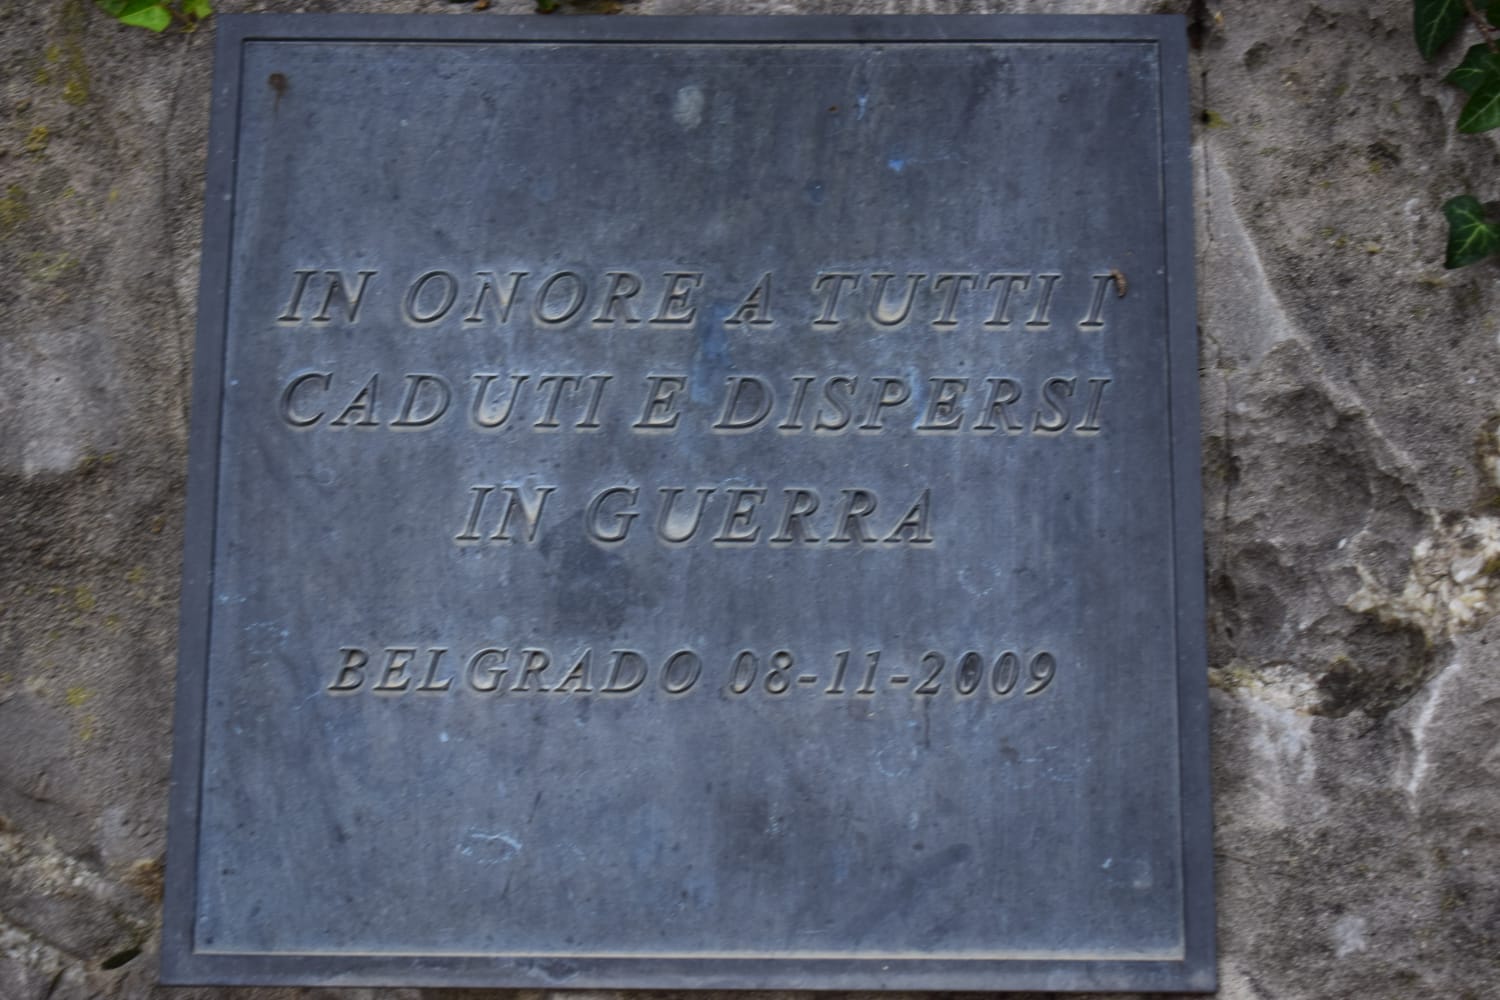 IN ONORE A TUTTI I
CADUTI E DISPERSI
IN GUERRA
BELGRADO 08-11-2009